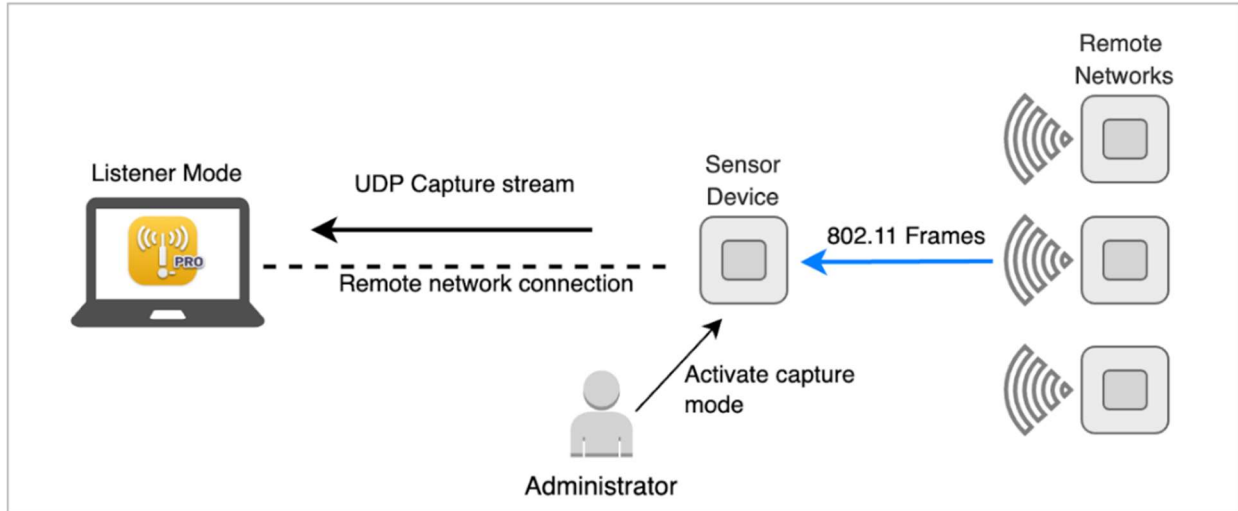 Remote
Networks
Listener Mode
UDP Capture stream
Sensor
Device
PRO
802.11 Frames
Remote network connection
Activate capture
mode
Administrator